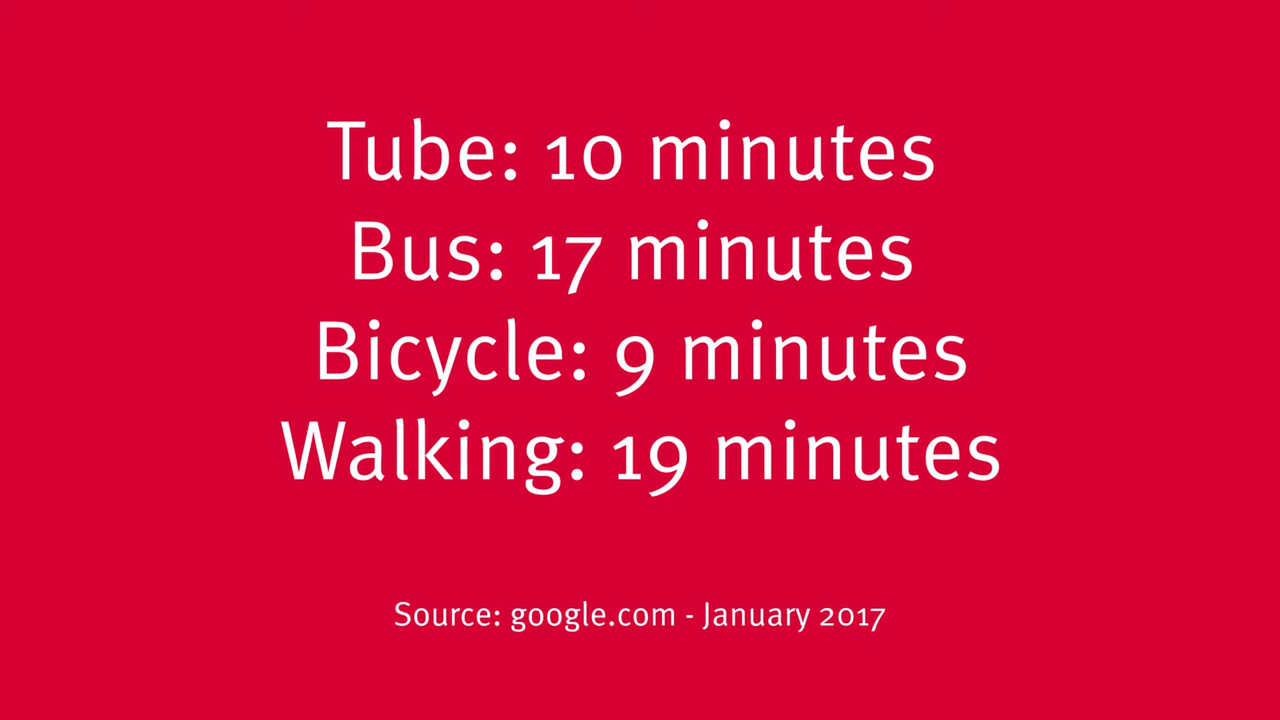 Tube: 10 minutes
Bus: 17 minutes
Bicycle: 9 minutes
Walking: 19 minutes
Source: google.com - January 2017